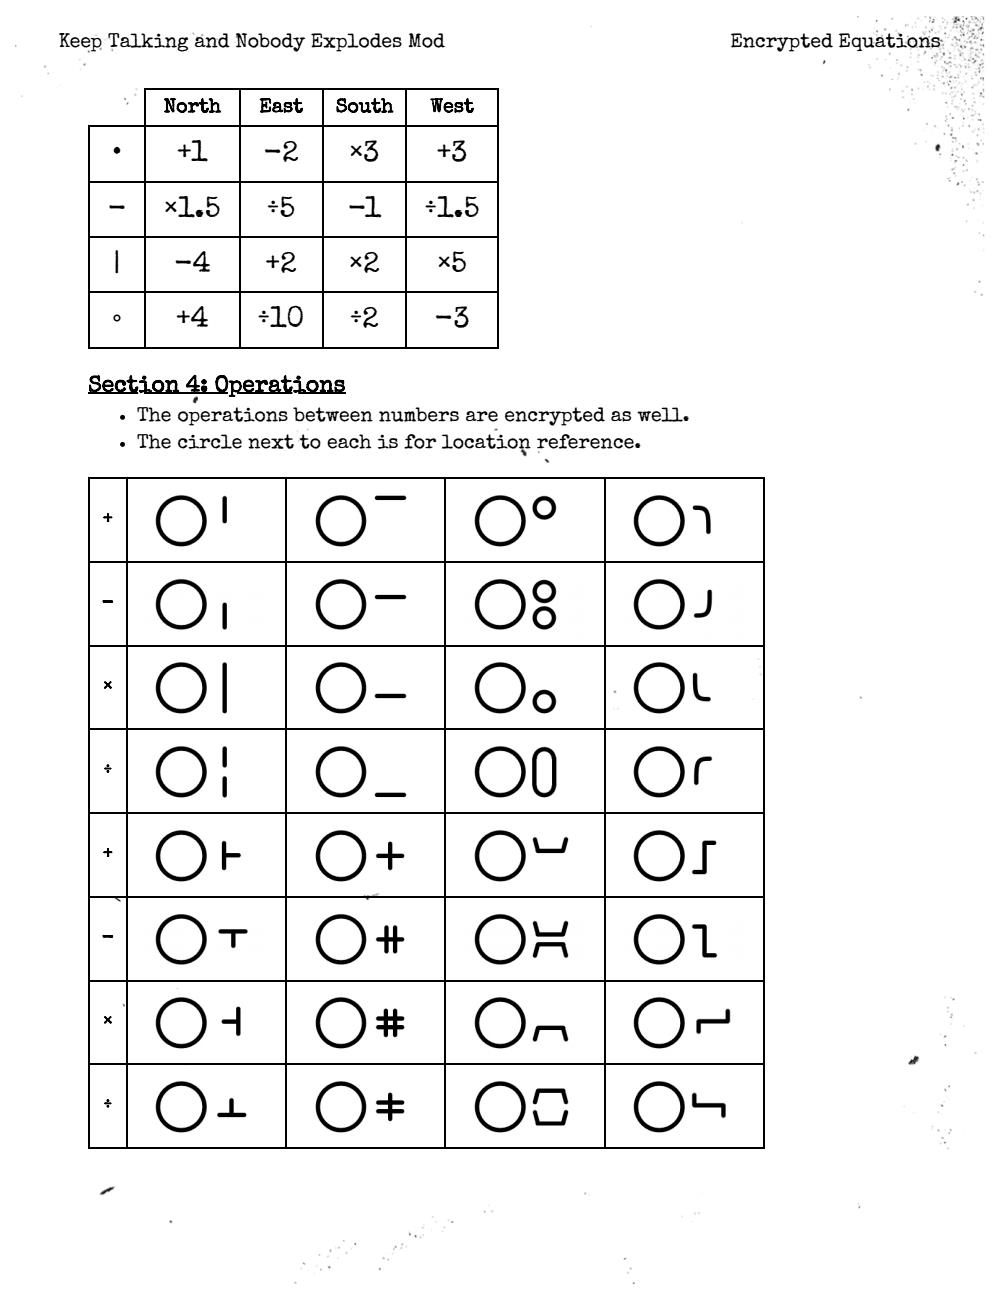 Keep Talking and Nobody Explodes Mod
Encrypted Equations
North East South West
• +1 −2 ×3 +3
− ×1.5 ÷5 −1 ÷1.5
| −4 +2 ×2 ×5
∘ +4 ÷10 ÷2 −3
Section 4: Operations
• The operations between numbers are encrypted as well.
• The circle next to each is for location reference.
+
−
×
÷
+
−
×
÷